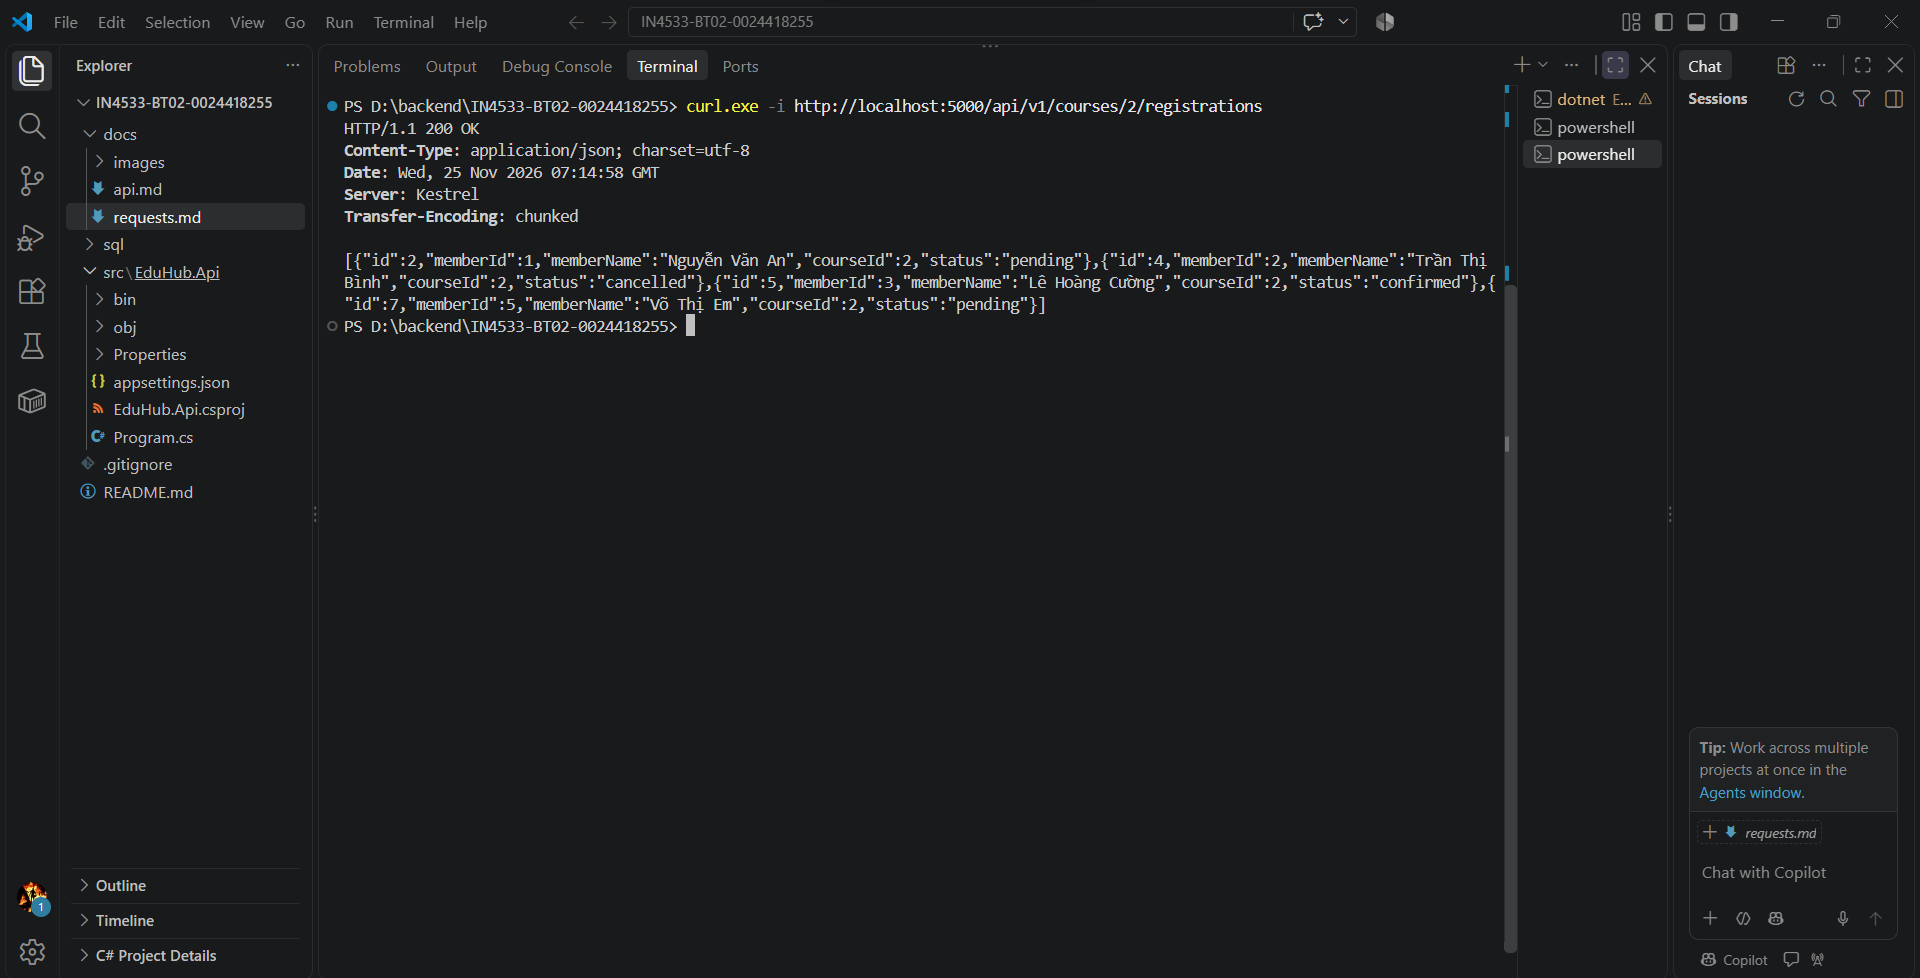 File Edit Selection View Go Run Terminal Help
IN4533-BT02-0024418255
Explorer
IN4533-BT02-0024418255
docs
images
api.md
requests.md
sql
src\EduHub.Api
bin
obj
Properties
appsettings.json
EduHub.Api.csproj
Program.cs
.gitignore
README.md
Outline
Timeline
C# Project Details
1
Problems Output Debug Console Terminal Ports
PS D:\backend\IN4533-BT02-0024418255> curl.exe -i http://localhost:5000/api/v1/courses/2/registrations
HTTP/1.1 200 OK
Content-Type: application/json; charset=utf-8
Date: Wed, 25 Nov 2026 07:14:58 GMT
Server: Kestrel
Transfer-Encoding: chunked
[{"id":2,"memberId":1,"memberName":"Nguyễn Văn An","courseId":2,"status":"pending"},{"id":4,"memberId":2,"memberName":"Trần Thị
Bình","courseId":2,"status":"cancelled"},{"id":5,"memberId":3,"memberName":"Lê Hoàng Cường","courseId":2,"status":"confirmed"},{
"id":7,"memberId":5,"memberName":"Võ Thị Em","courseId":2,"status":"pending"}]
PS D:\backend\IN4533-BT02-0024418255>
dotnet E...
powershell
powershell
Chat
Sessions
Tip: Work across multiple
projects at once in the
Agents window.
requests.md
Chat with Copilot
Copilot